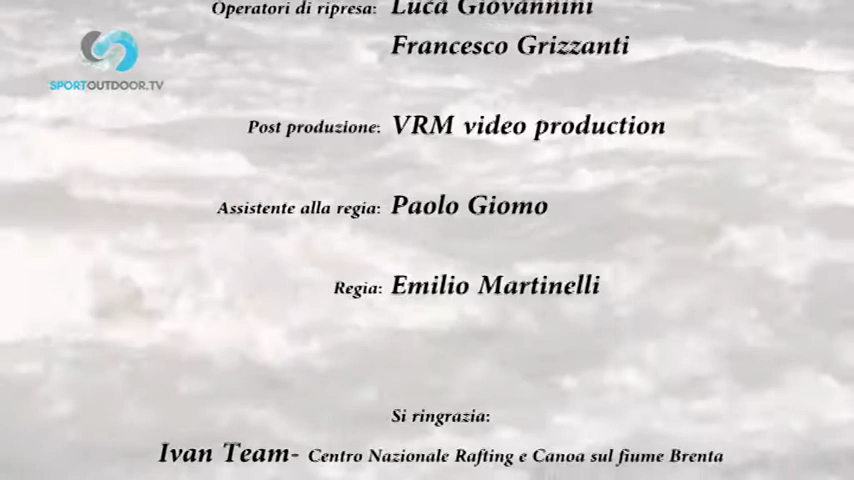 Operatori di ripresa: Luca Giovannini
Francesco Grizzanti
SPORTOUTDOOR.TV
Post produzione: VRM video production
Assistente alla regia: Paolo Giomo
Regia: Emilio Martinelli
Si ringrazia:
Ivan Team- Centro Nazionale Rafting e Canoa sul fiume Brenta